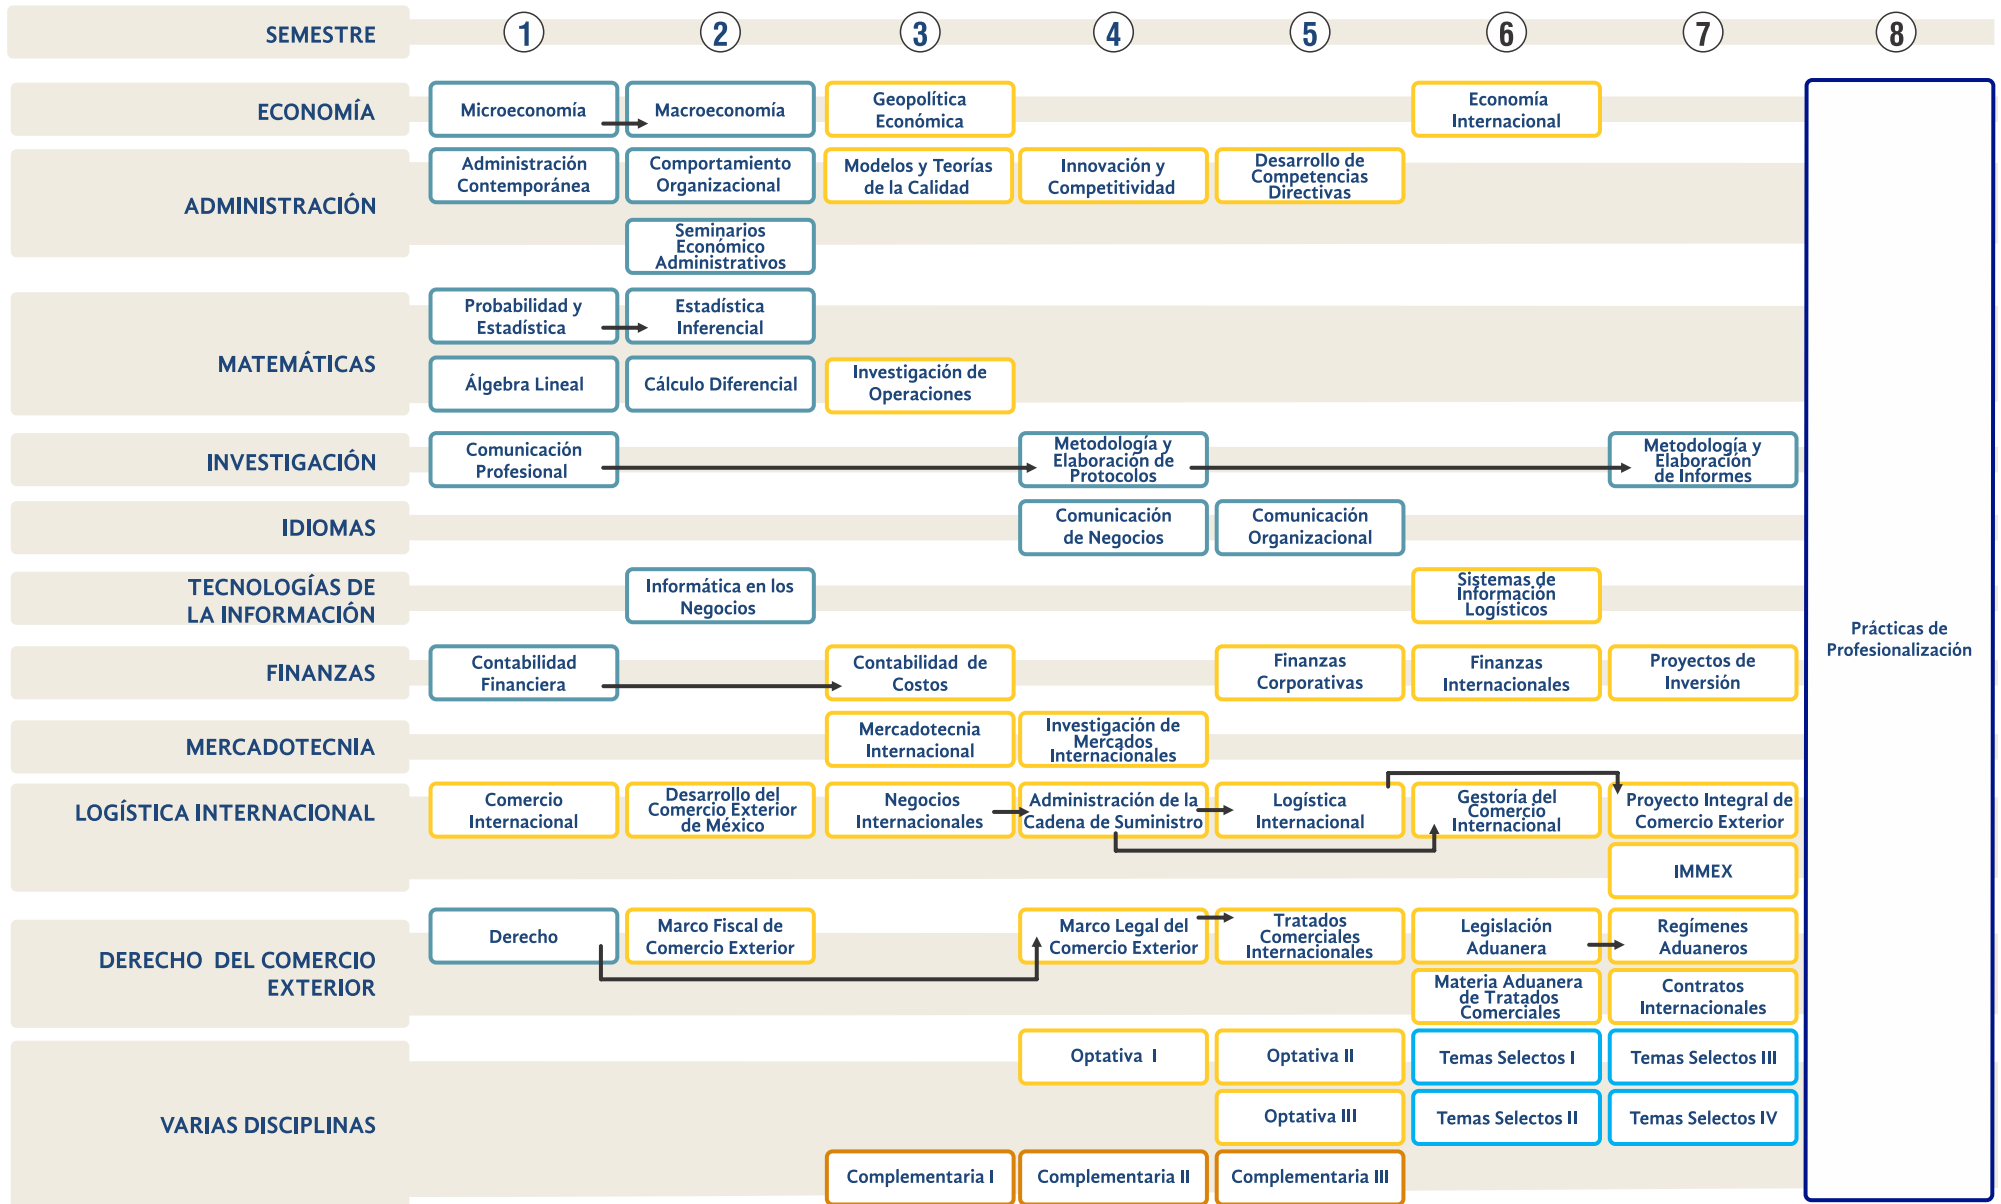 SEMESTRE
1
2
3
4
5
6
7
8
ECONOMÍA
Microeconomía
Macroeconomía
Geopolítica
Económica
Economía
Internacional
ADMINISTRACIÓN
Administración
Contemporánea
Comportamiento
Organizacional
Modelos y Teorías
de la Calidad
Innovación y
Competitividad
Desarrollo de
Competencias
Directivas
Seminarios
Económico
Administrativos
MATEMÁTICAS
Probabilidad y
Estadística
Estadística
Inferencial
Álgebra Lineal
Cálculo Diferencial
Investigación de
Operaciones
INVESTIGACIÓN
Comunicación
Profesional
Metodología y
Elaboración de
Protocolos
Metodología y
Elaboración
de Informes
IDIOMAS
Comunicación
de Negocios
Comunicación
Organizacional
TECNOLOGÍAS DE
LA INFORMACIÓN
Informática en los
Negocios
Sistemas de
Información
Logísticos
Prácticas de
Profesionalización
FINANZAS
Contabilidad
Financiera
Contabilidad de
Costos
Finanzas
Corporativas
Finanzas
Internacionales
Proyectos de
Inversión
MERCADOTECNIA
Mercadotecnia
Internacional
Investigación de
Mercados
Internacionales
LOGÍSTICA INTERNACIONAL
Comercio
Internacional
Desarrollo del
Comercio Exterior
de México
Negocios
Internacionales
Administración de la
Cadena de Suministro
Logística
Internacional
Gestoría del
Comercio
Internacional
Proyecto Integral de
Comercio Exterior
IMMEX
DERECHO DEL COMERCIO
EXTERIOR
Derecho
Marco Fiscal de
Comercio Exterior
Marco Legal del
Comercio Exterior
Tratados
Comerciales
Internacionales
Legislación
Aduanera
Regímenes
Aduaneros
Materia Aduanera
de Tratados
Comerciales
Contratos
Internacionales
VARIAS DISCIPLINAS
Optativa I
Optativa II
Temas Selectos I
Temas Selectos III
Optativa III
Temas Selectos II
Temas Selectos IV
Complementaria I
Complementaria II
Complementaria III